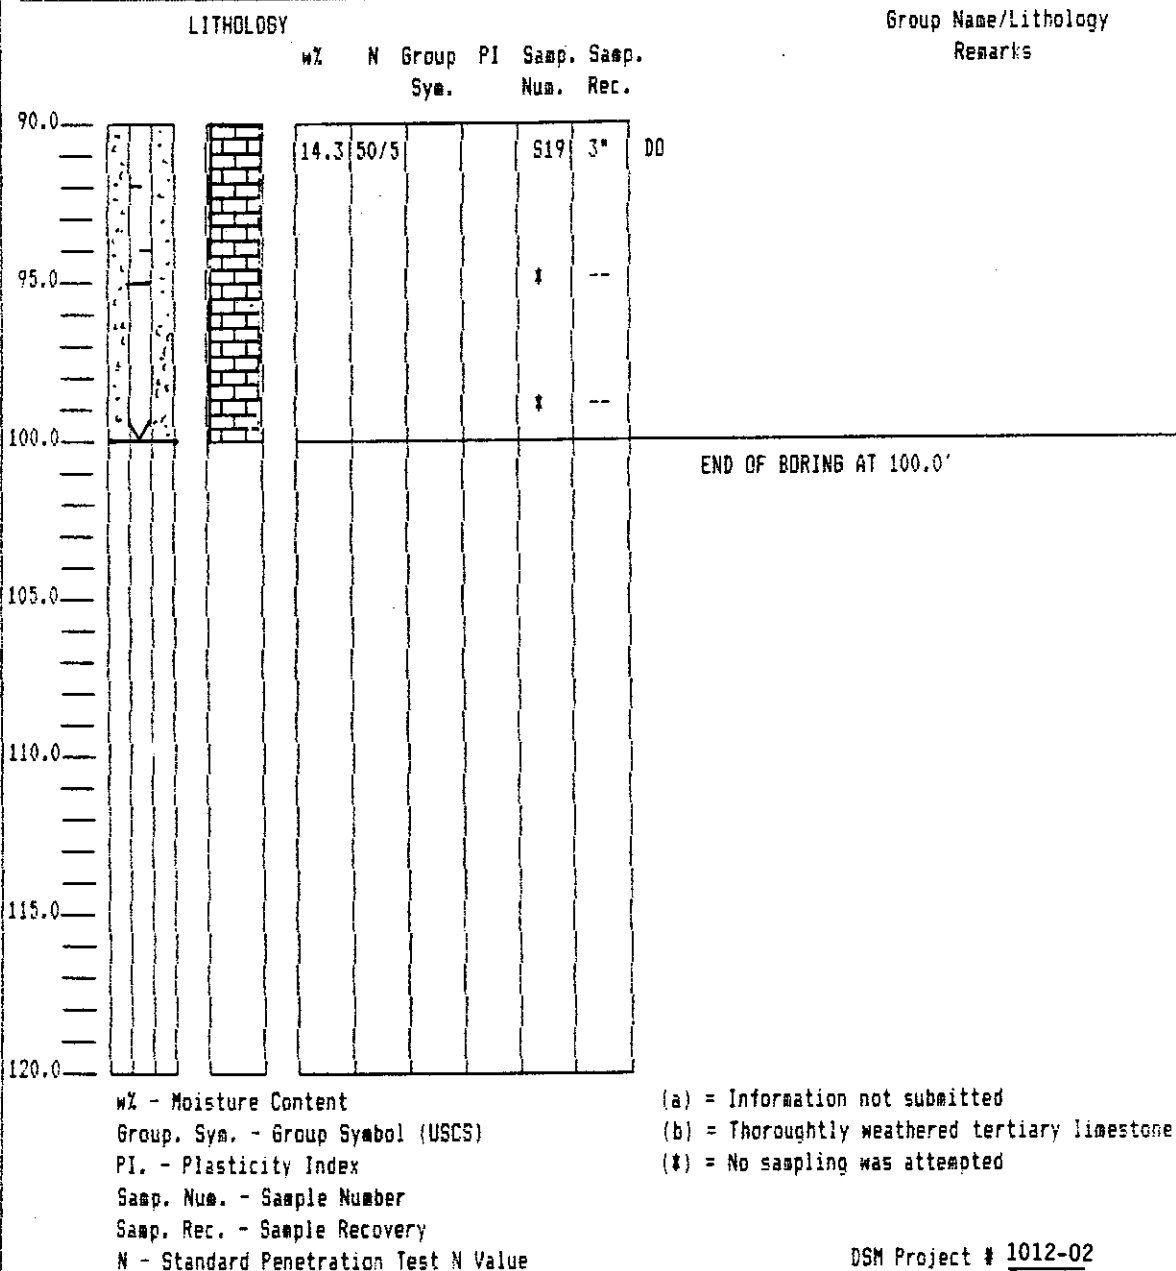 LITHOLOGY
Group Name/Lithology
Remarks
w% N Group PI Samp. Samp.
Sym. Num. Rec.
90.0
14.3 50/5 S19 3" DO
95.0
* --
* --
100.0
END OF BORING AT 100.0'
105.0
110.0
115.0
120.0
w% - Moisture Content
Group. Sym. - Group Symbol (USCS)
PI. - Plasticity Index
Samp. Num. - Sample Number
Samp. Rec. - Sample Recovery
N - Standard Penetration Test N Value
(a) = Information not submitted
(b) = Thoroughtly weathered tertiary limestone
(*) = No sampling was attempted
DSM Project # 1012-02